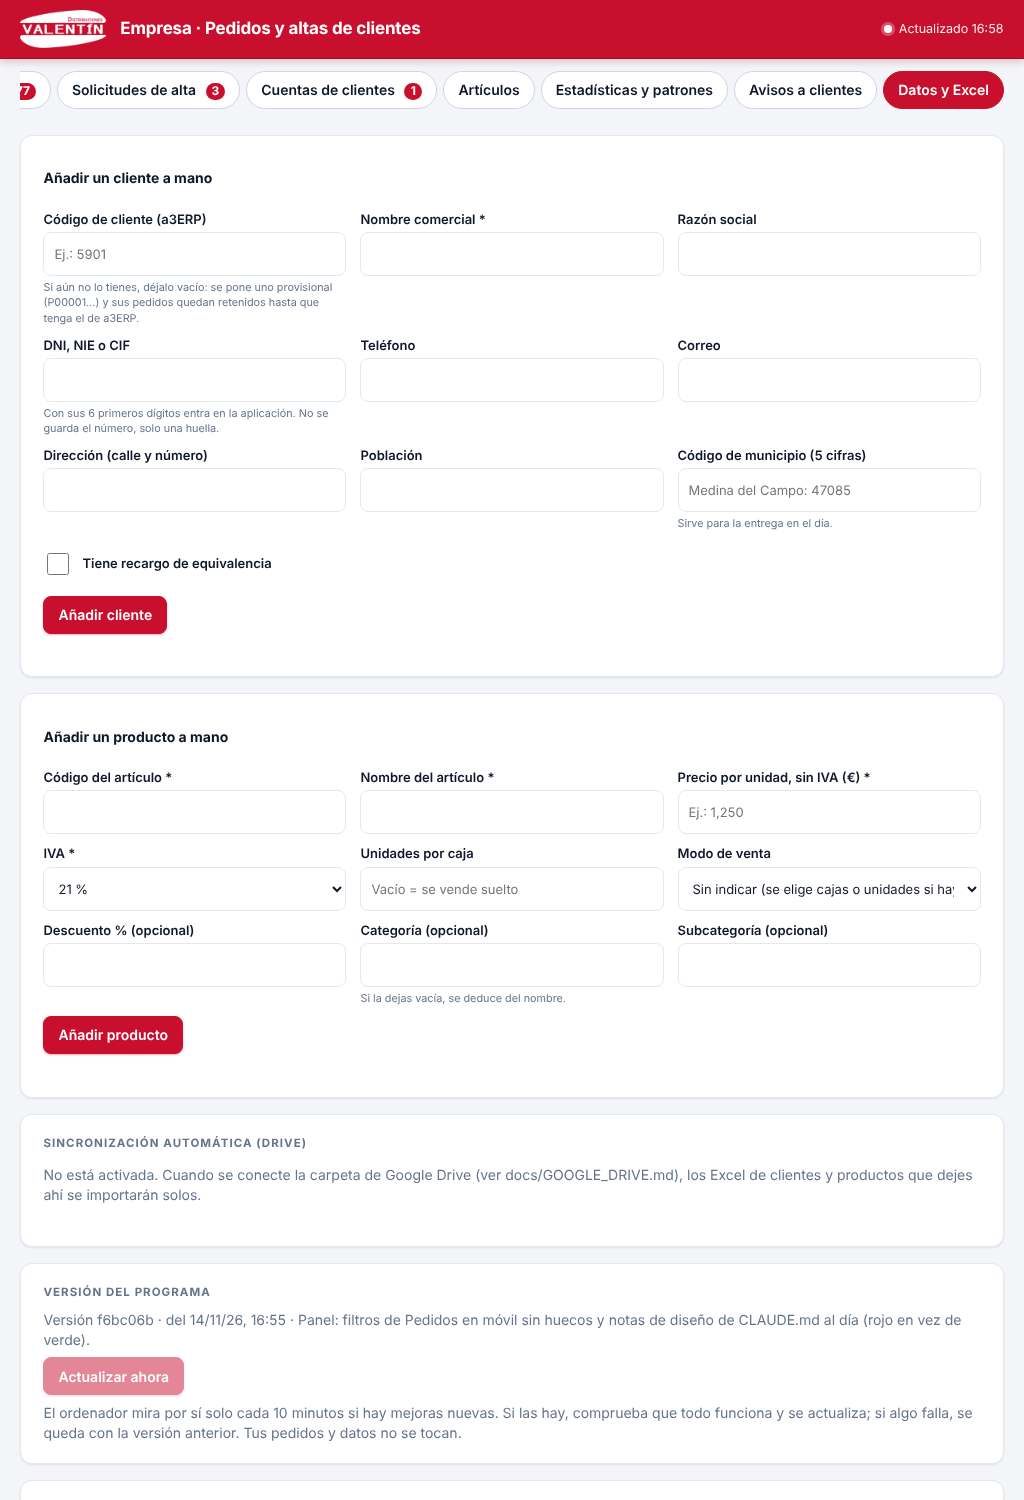 Distribuciones
VALENTÍN
Empresa · Pedidos y altas de clientes
Actualizado 16:58
77
Solicitudes de alta 3
Cuentas de clientes 1
Artículos
Estadísticas y patrones
Avisos a clientes
Datos y Excel
Añadir un cliente a mano
Código de cliente (a3ERP)
Nombre comercial *
Razón social
Ej.: 5901
Si aún no lo tienes, déjalo vacío: se pone uno provisional
(P00001...) y sus pedidos quedan retenidos hasta que
tenga el de a3ERP.
DNI, NIE o CIF
Teléfono
Correo
Con sus 6 primeros dígitos entra en la aplicación. No se
guarda el número, solo una huella.
Dirección (calle y número)
Población
Código de municipio (5 cifras)
Medina del Campo: 47085
Sirve para la entrega en el día.
Tiene recargo de equivalencia
Añadir cliente
Añadir un producto a mano
Código del artículo *
Nombre del artículo *
Precio por unidad, sin IVA (€) *
Ej.: 1,250
IVA *
Unidades por caja
Modo de venta
21 %
Vacío = se vende suelto
Sin indicar (se elige cajas o unidades si hay
Descuento % (opcional)
Categoría (opcional)
Subcategoría (opcional)
Si la dejas vacía, se deduce del nombre.
Añadir producto
SINCRONIZACIÓN AUTOMÁTICA (DRIVE)
No está activada. Cuando se conecte la carpeta de Google Drive (ver docs/GOOGLE_DRIVE.md), los Excel de clientes y productos que dejes
ahí se importarán solos.
VERSIÓN DEL PROGRAMA
Versión f6bc06b · del 14/11/26, 16:55 · Panel: filtros de Pedidos en móvil sin huecos y notas de diseño de CLAUDE.md al día (rojo en vez de
verde).
Actualizar ahora
El ordenador mira por sí solo cada 10 minutos si hay mejoras nuevas. Si las hay, comprueba que todo funciona y se actualiza; si algo falla, se
queda con la versión anterior. Tus pedidos y datos no se tocan.